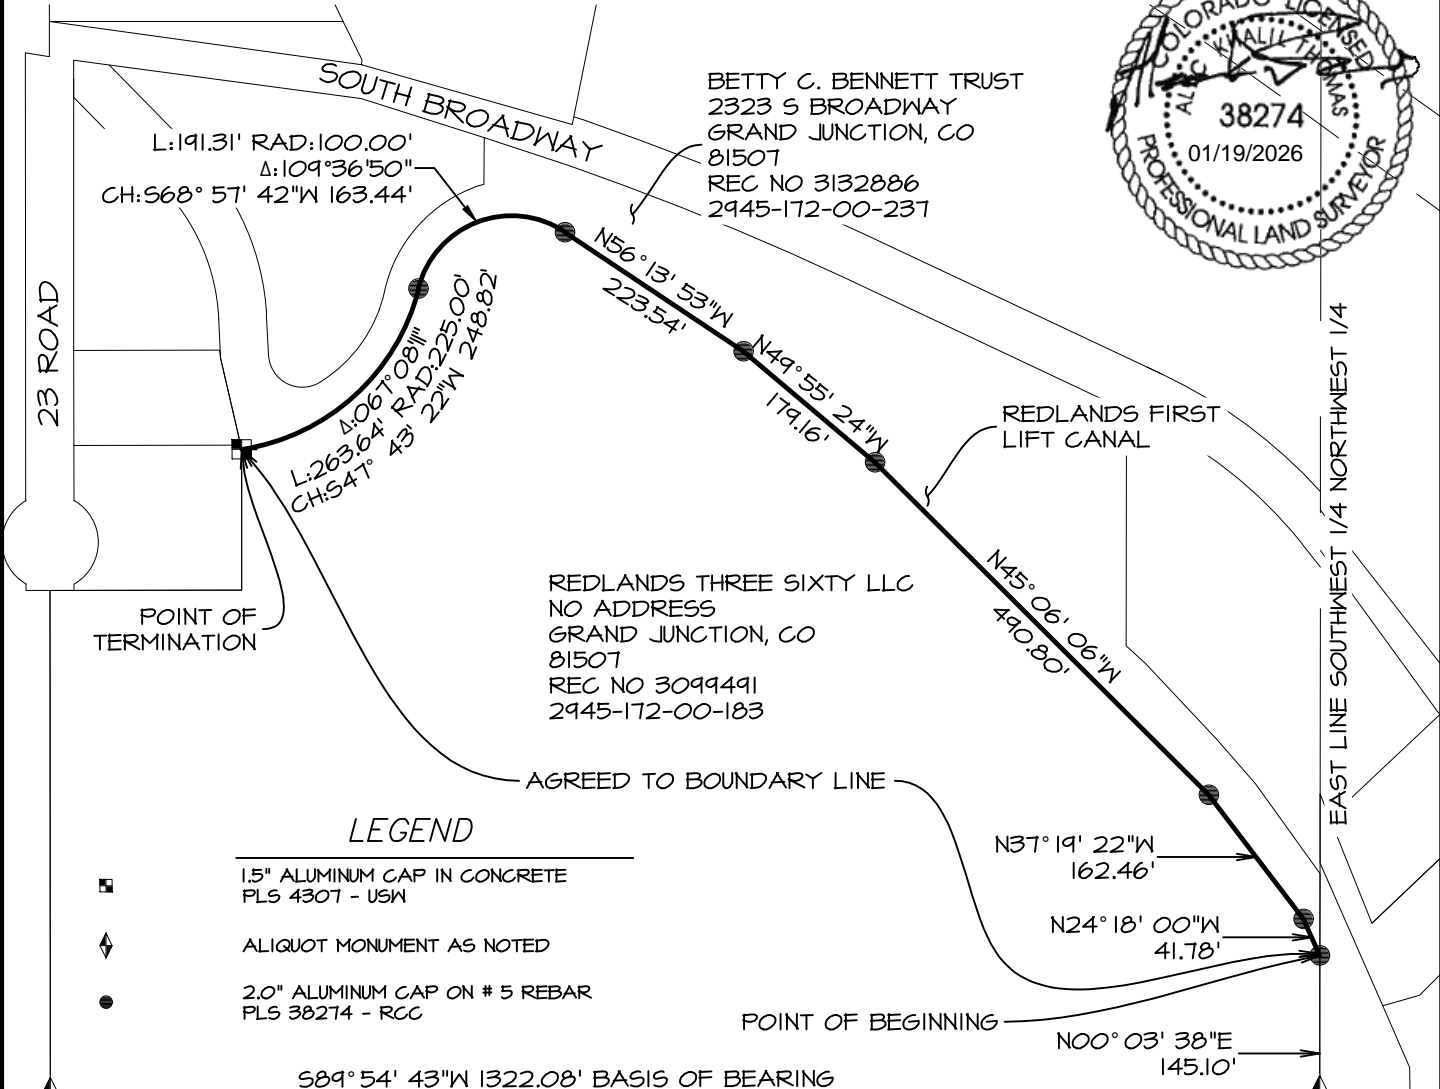 COLORADO LICENSED
KHALIL THOMAS
38274
01/19/2026
PROFESSIONAL LAND SURVEYOR
SOUTH BROADWAY
BETTY C. BENNETT TRUST
2323 S BROADWAY
GRAND JUNCTION, CO
81507
REC NO 3132886
2945-172-00-237
L:191.31' RAD:100.00'
Δ:109°36'50"
CH:S68° 57' 42"W 163.44'
23 ROAD
N56°13' 53"W
223.54'
Δ:067°08'11"
L:263.64' RAD:225.00'
CH:S47° 43' 22"W 248.82'
N49°55' 24"W
179.16'
REDLANDS FIRST
LIFT CANAL
EAST LINE SOUTHWEST 1/4 NORTHWEST 1/4
N45°06' 06"W
490.80'
POINT OF
TERMINATION
REDLANDS THREE SIXTY LLC
NO ADDRESS
GRAND JUNCTION, CO
81507
REC NO 3099491
2945-172-00-183
AGREED TO BOUNDARY LINE
N37°19' 22"W
162.46'
N24°18' 00"W
41.78'
POINT OF BEGINNING
N00°03' 38"E
145.10'
LEGEND
1.5" ALUMINUM CAP IN CONCRETE
PLS 4307 - USW
ALIQUOT MONUMENT AS NOTED
2.0" ALUMINUM CAP ON # 5 REBAR
PLS 38274 - RCC
S89°54' 43"W 1322.08' BASIS OF BEARING